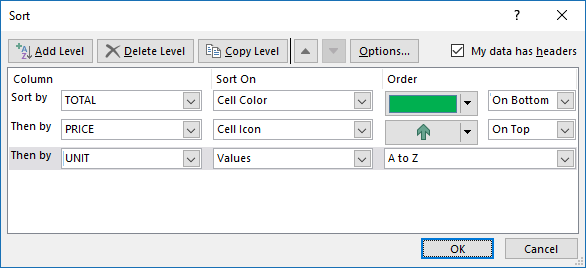 Sort ? ×
Add Level Delete Level Copy Level Options... My data has headers
Column Sort On Order
Sort by TOTAL Cell Color On Bottom
Then by PRICE Cell Icon On Top
Then by UNIT Values A to Z
OK Cancel